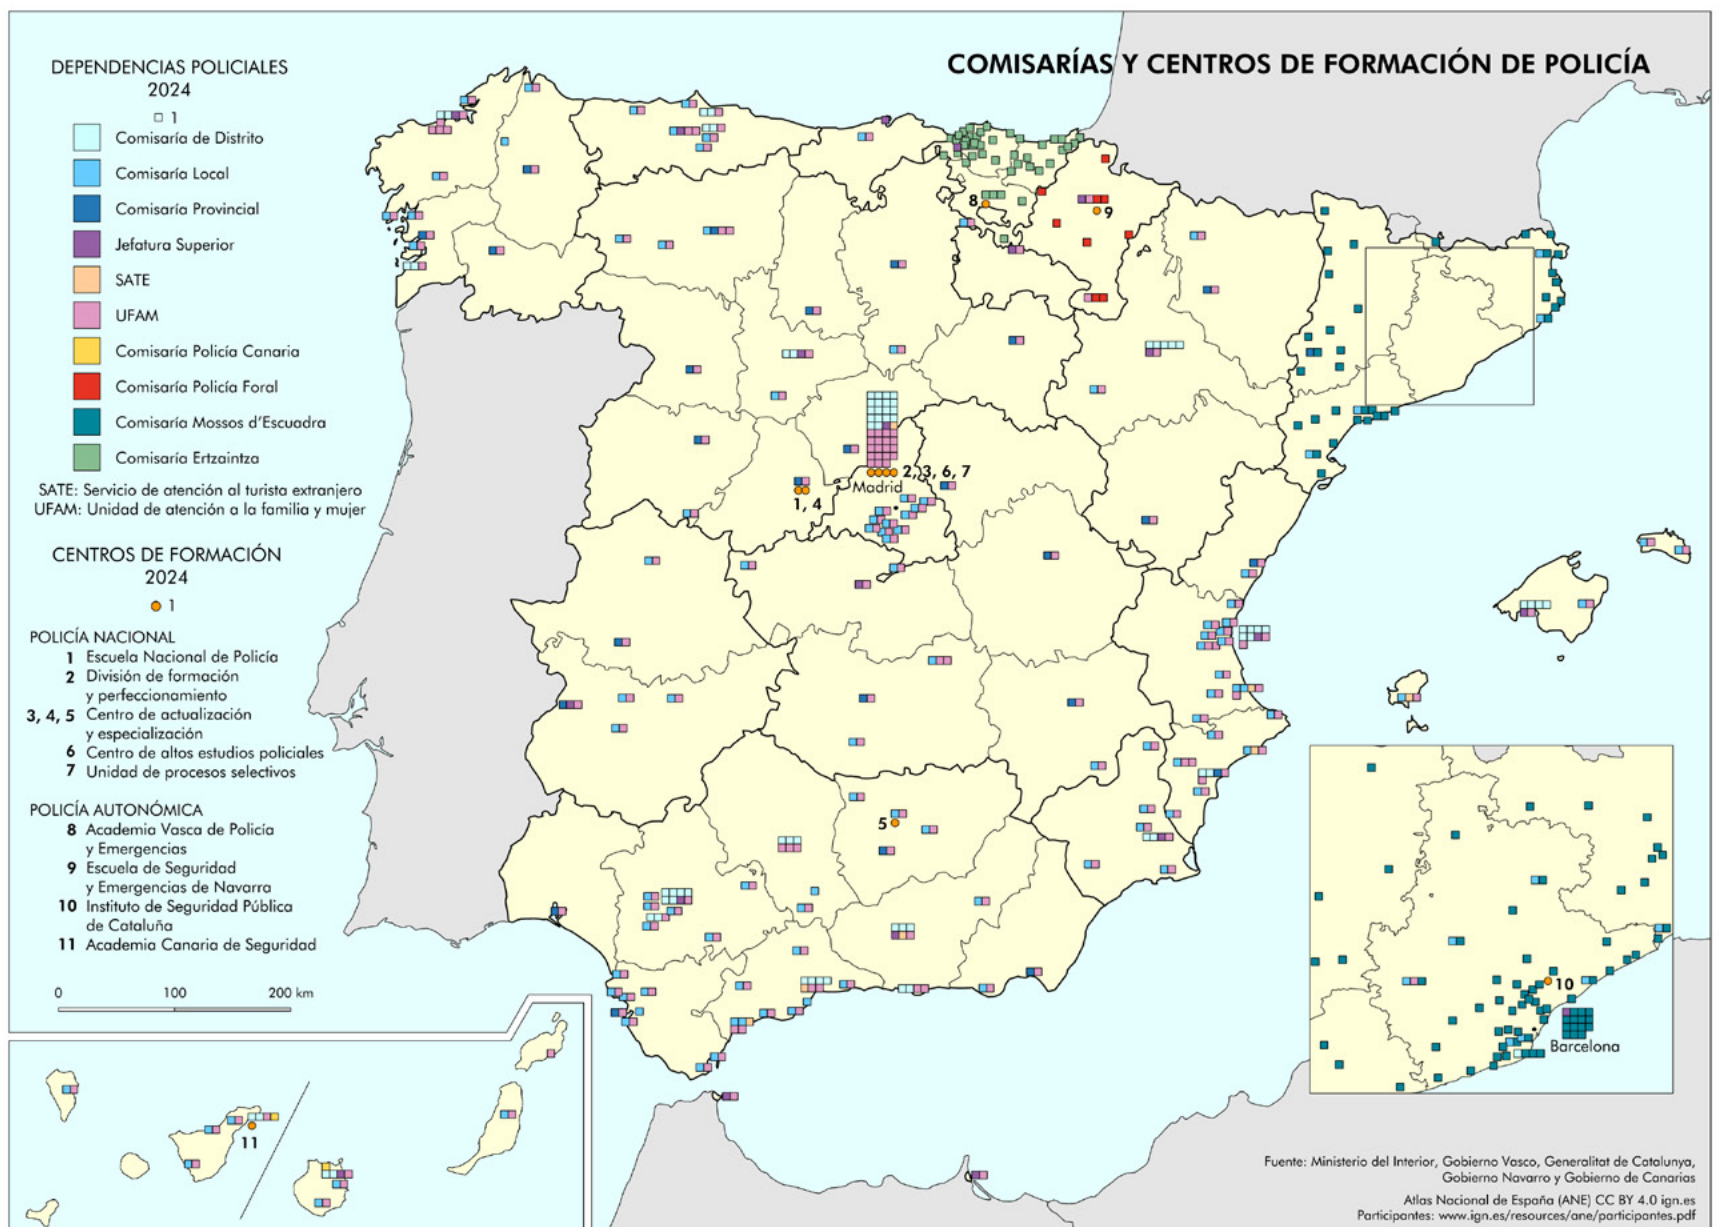 COMISARÍAS Y CENTROS DE FORMACIÓN DE POLICÍA
DEPENDENCIAS POLICIALES
2024
1
Comisaría de Distrito
Comisaría Local
Comisaría Provincial
Jefatura Superior
SATE
UFAM
Comisaría Policía Canaria
Comisaría Policía Foral
Comisaría Mossos d'Escuadra
Comisaría Ertzaintza
SATE: Servicio de atención al turista extranjero
UFAM: Unidad de atención a la familia y mujer
CENTROS DE FORMACIÓN
2024
1
POLICÍA NACIONAL
1 Escuela Nacional de Policía
2 División de formación
y perfeccionamiento
3, 4, 5 Centro de actualización
y especialización
6 Centro de altos estudios policiales
7 Unidad de procesos selectivos
POLICÍA AUTONÓMICA
8 Academia Vasca de Policía
y Emergencias
9 Escuela de Seguridad
y Emergencias de Navarra
10 Instituto de Seguridad Pública
de Cataluña
11 Academia Canaria de Seguridad
0 100 200 km
8
9
2, 3, 6, 7
Madrid
1, 4
5
10
Barcelona
11
Fuente: Ministerio del Interior, Gobierno Vasco, Generalitat de Catalunya,
Gobierno Navarro y Gobierno de Canarias
Atlas Nacional de España (ANE) CC BY 4.0 ign.es
Participantes: www.ign.es/resources/ane/participantes.pdf